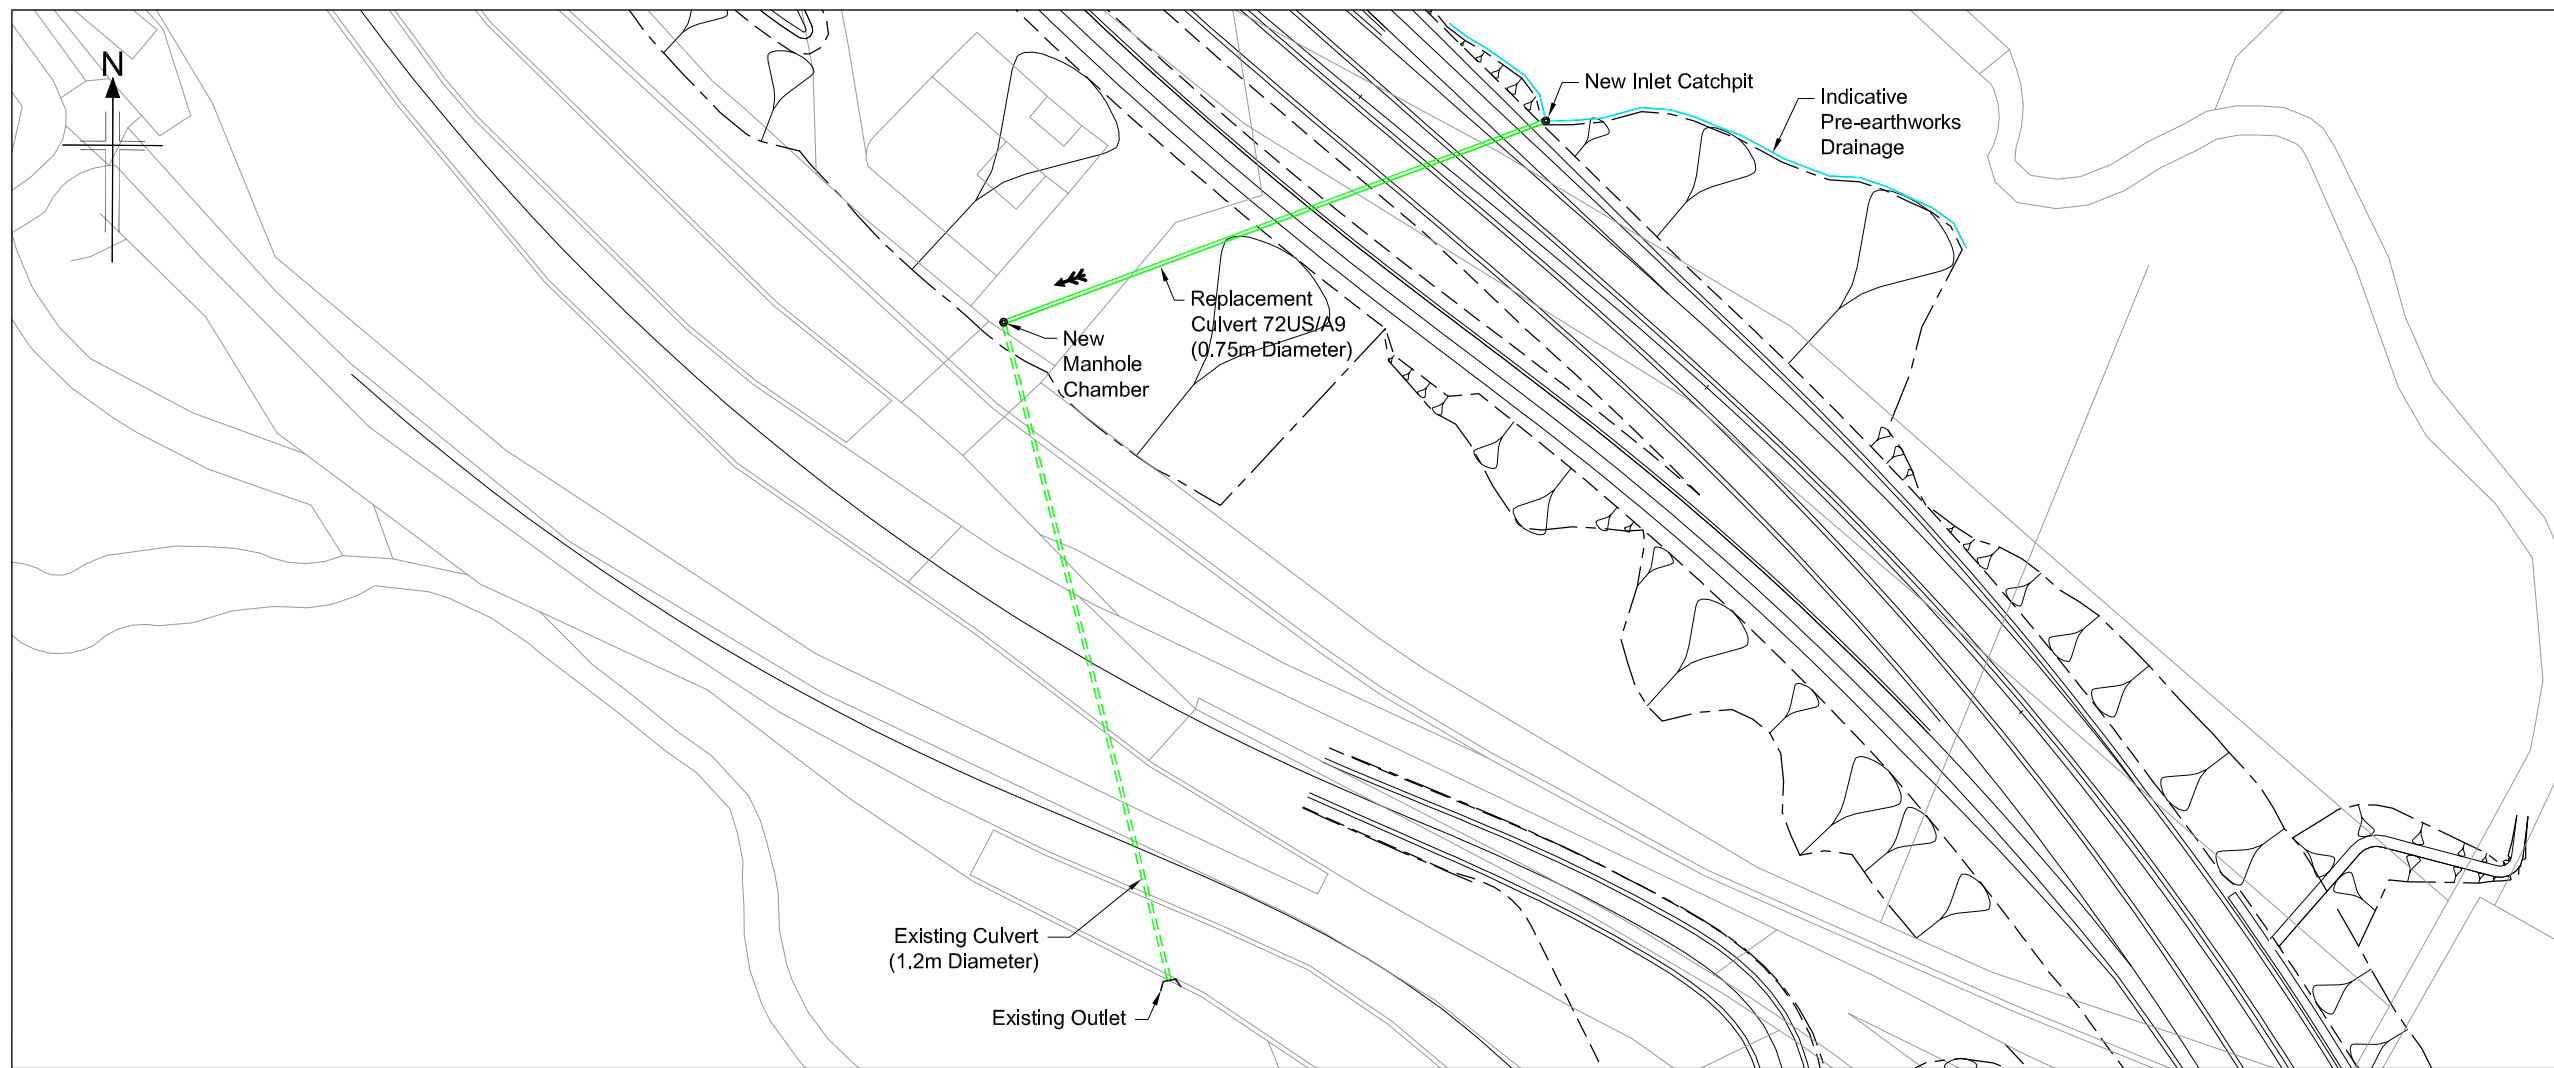 N
New Inlet Catchpit
Indicative
Pre-earthworks
Drainage
Replacement
Culvert 72US/A9
(0.75m Diameter)
New
Manhole
Chamber
Existing Culvert
(1.2m Diameter)
Existing Outlet